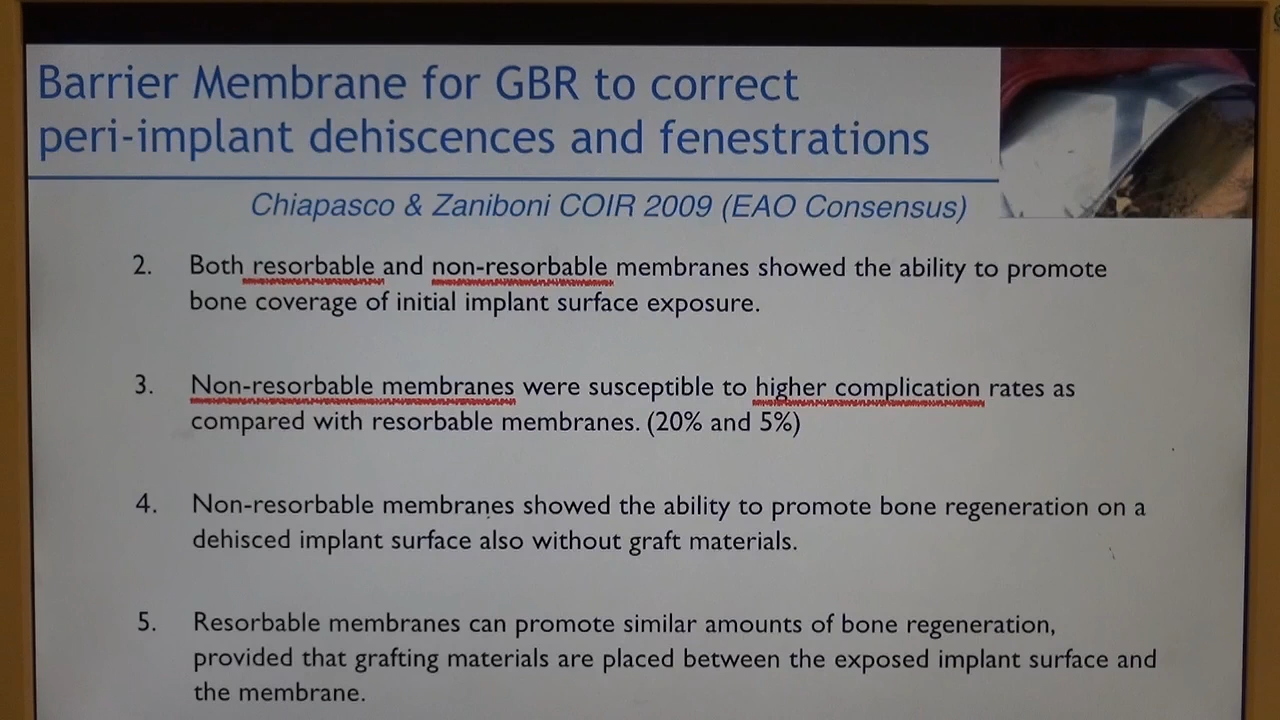 Barrier Membrane for GBR to correct
peri-implant dehiscences and fenestrations
Chiapasco & Zaniboni COIR 2009 (EAO Consensus)
2. Both resorbable and non-resorbable membranes showed the ability to promote
bone coverage of initial implant surface exposure.
3. Non-resorbable membranes were susceptible to higher complication rates as
compared with resorbable membranes. (20% and 5%)
4. Non-resorbable membranes showed the ability to promote bone regeneration on a
dehisced implant surface also without graft materials.
5. Resorbable membranes can promote similar amounts of bone regeneration,
provided that grafting materials are placed between the exposed implant surface and
the membrane.